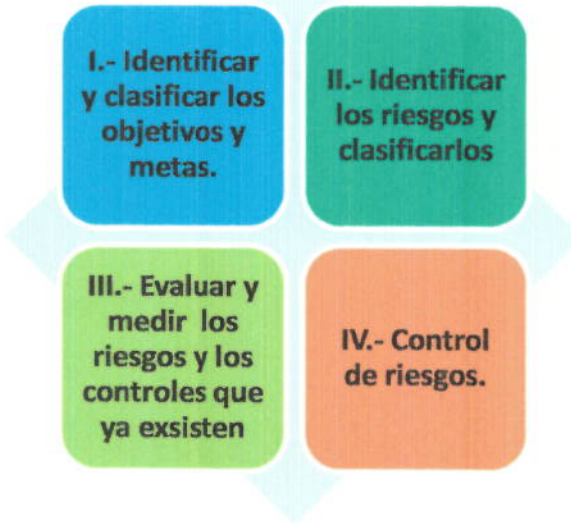 I.- Identificar
y clasificar los
objetivos y
metas.
II.- Identificar
los riesgos y
clasificarlos
III.- Evaluar y
medir los
riesgos y los
controles que
ya exsisten
IV.- Control
de riesgos.